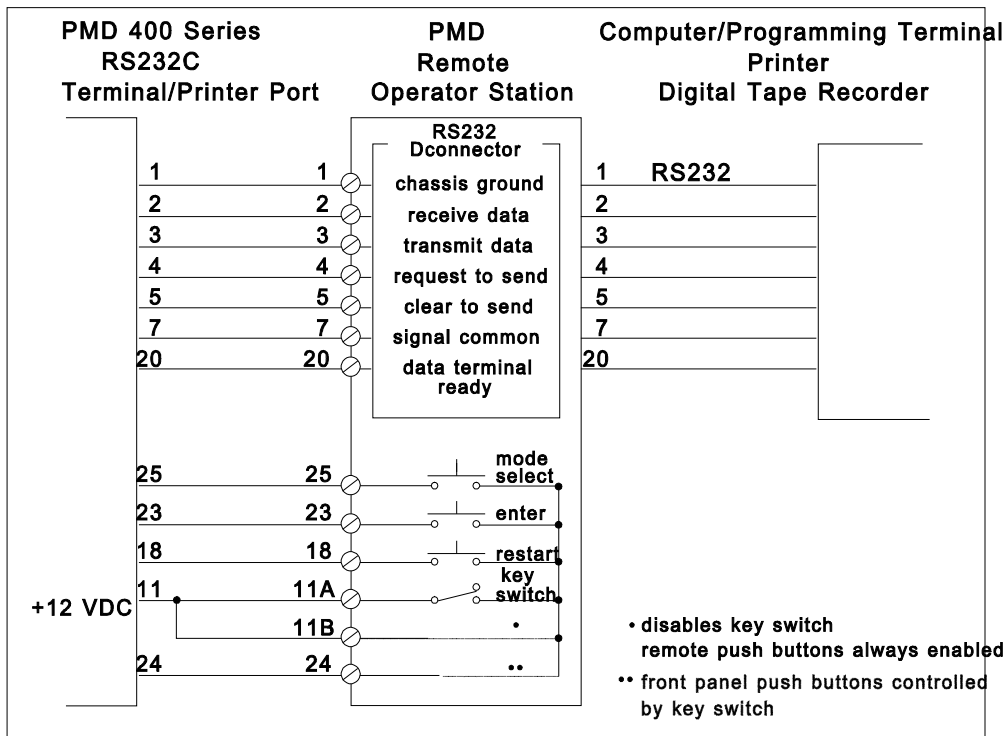 PMD 400 Series
RS232C
Terminal/Printer Port
PMD
Remote
Operator Station
Computer/Programming Terminal
Printer
Digital Tape Recorder
RS232
Dconnector
1 1 chassis ground 1 RS232
2 2 receive data 2
3 3 transmit data 3
4 4 request to send 4
5 5 clear to send 5
7 7 signal common 7
20 20 data terminal 20
ready
mode
25 25 select
23 23 enter
18 18 restart
key
11 11A switch
+12 VDC
11B •
24 24 ••
• disables key switch
remote push buttons always enabled
•• front panel push buttons controlled
by key switch